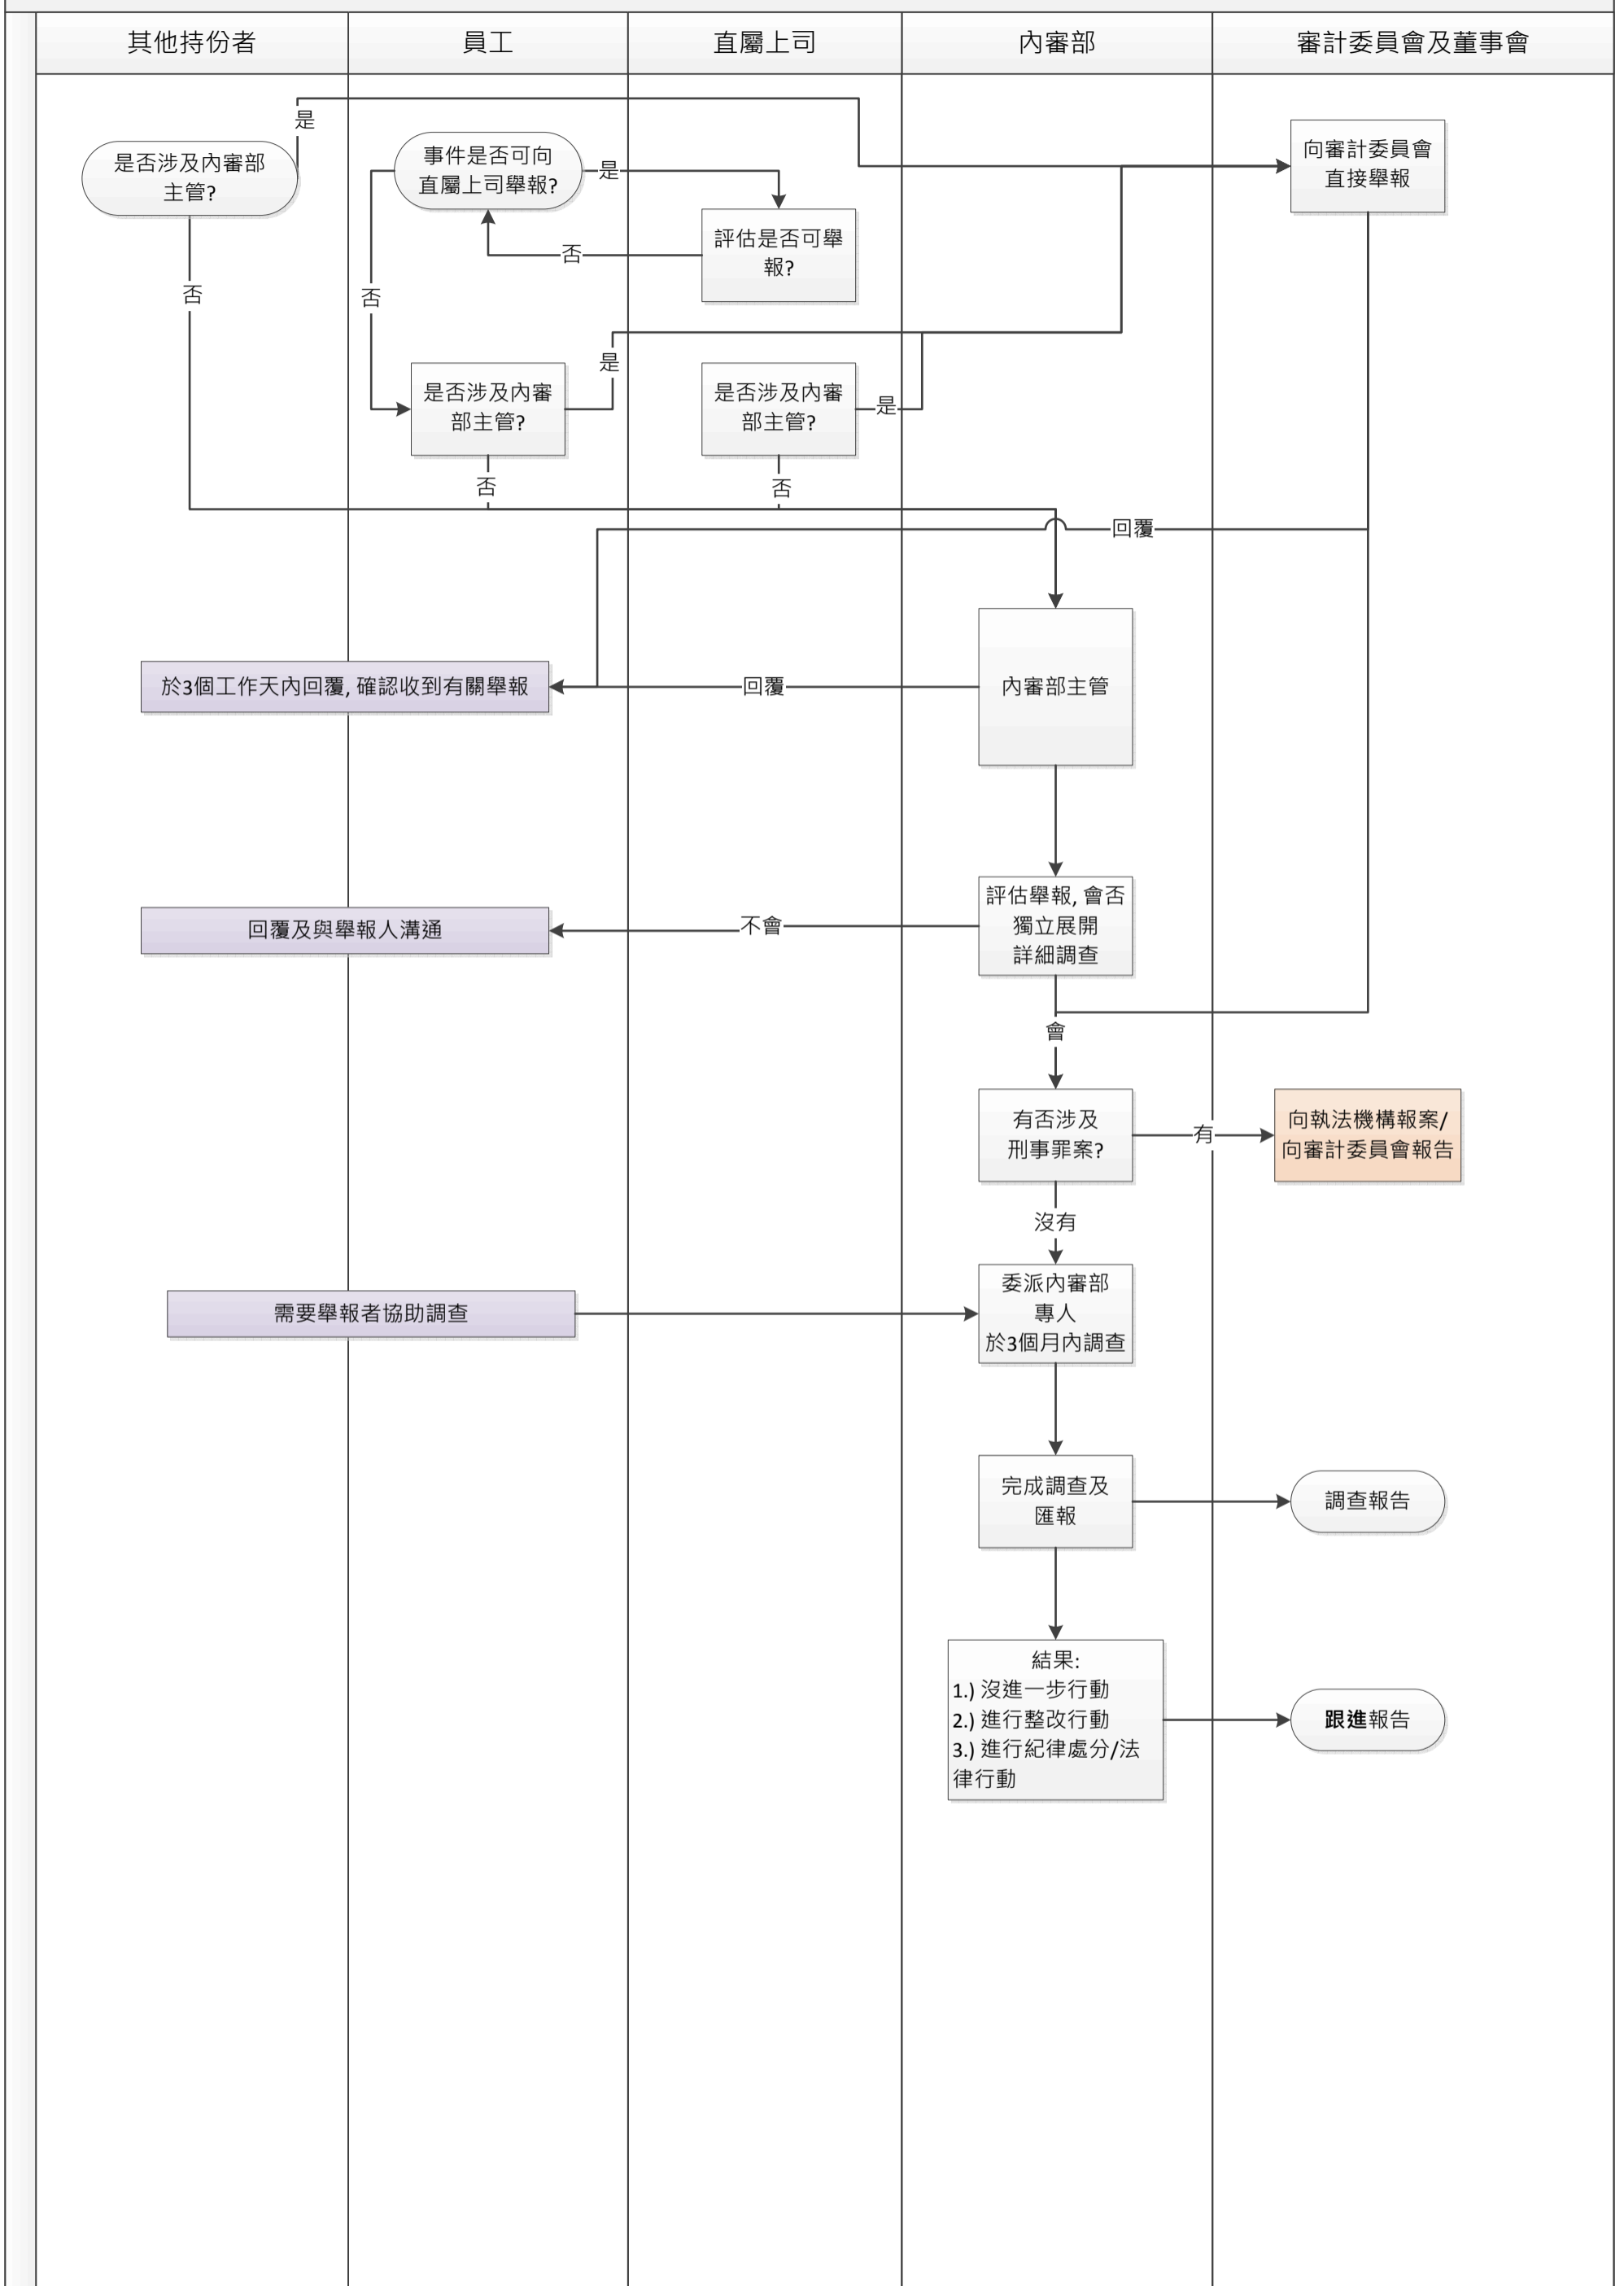 其他持份者
員工
直屬上司
內審部
審計委員會及董事會
是
是否涉及內審部
主管?
事件是否可向
直屬上司舉報?
是
向審計委員會
直接舉報
評估是否可舉
報?
否
否
否
是否涉及內審
部主管?
是
是否涉及內審
部主管?
是
否
否
回覆
於3個工作天內回覆, 確認收到有關舉報
回覆
內審部主管
回覆及與舉報人溝通
不會
評估舉報, 會否
獨立展開
詳細調查
會
有否涉及
刑事罪案?
有
向執法機構報案/
向審計委員會報告
沒有
需要舉報者協助調查
委派內審部
專人
於3個月內調查
完成調查及
匯報
調查報告
結果:
1.) 沒進一步行動
2.) 進行整改行動
3.) 進行紀律處分/法
律行動
跟進報告